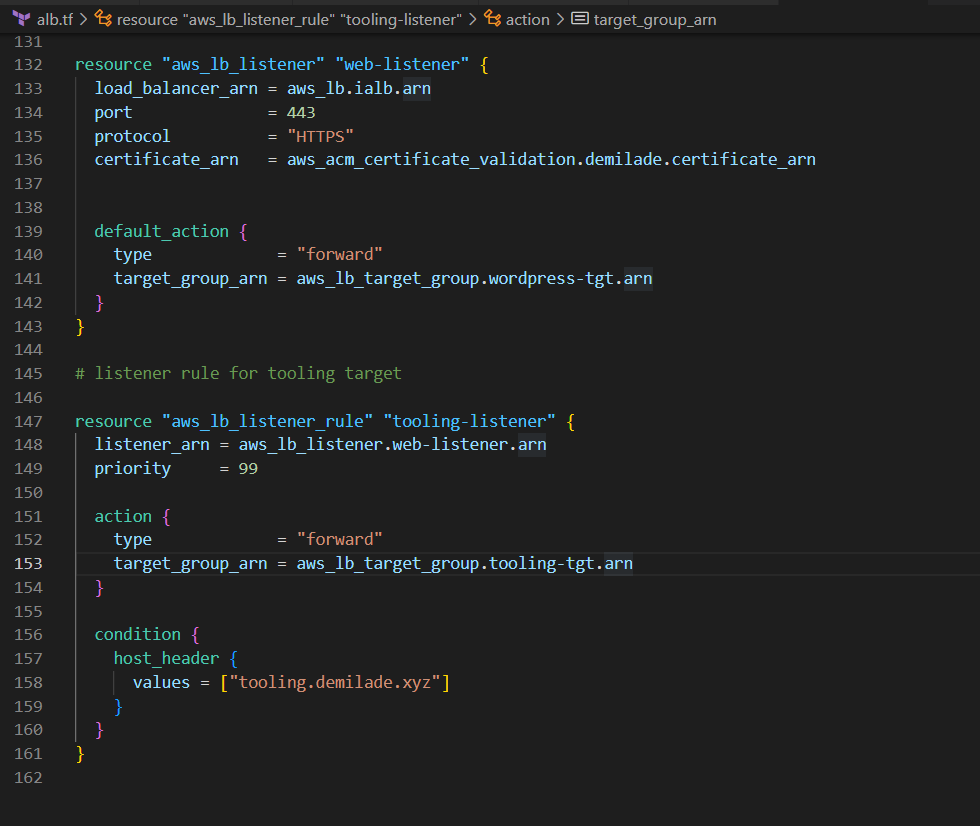 alb.tf > resource "aws_lb_listener_rule" "tooling-listener" > action > target_group_arn
131
132 resource "aws_lb_listener" "web-listener" {
133   load_balancer_arn = aws_lb.ialb.arn
134   port              = 443
135   protocol          = "HTTPS"
136   certificate_arn   = aws_acm_certificate_validation.demilade.certificate_arn
137
138
139   default_action {
140     type             = "forward"
141     target_group_arn = aws_lb_target_group.wordpress-tgt.arn
142   }
143 }
144
145 # listener rule for tooling target
146
147 resource "aws_lb_listener_rule" "tooling-listener" {
148   listener_arn = aws_lb_listener.web-listener.arn
149   priority     = 99
150
151   action {
152     type             = "forward"
153     target_group_arn = aws_lb_target_group.tooling-tgt.arn
154   }
155
156   condition {
157     host_header {
158       values = ["tooling.demilade.xyz"]
159     }
160   }
161 }
162